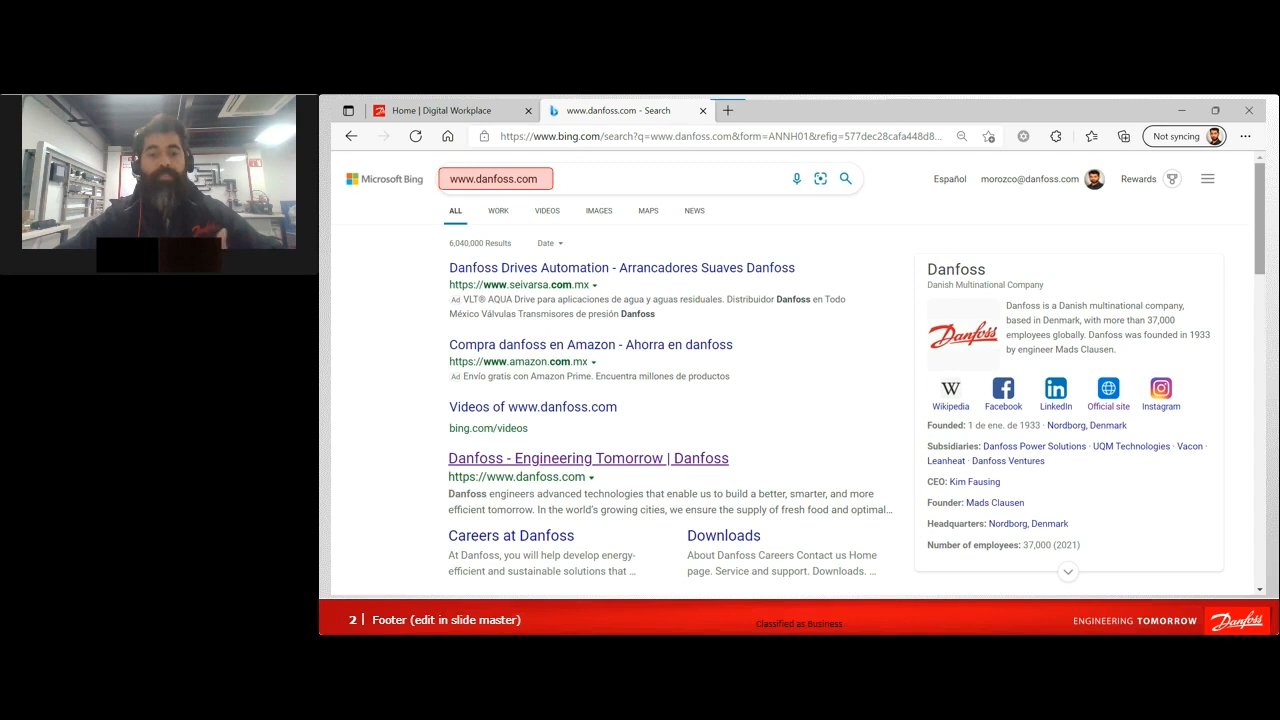 Home | Digital Workplace
www.danfoss.com - Search
https://www.bing.com/search?q=www.danfoss.com&form=ANNH01&refig=577dec28cafa448d8...
Not syncing
Microsoft Bing
www.danfoss.com
Español
morozco@danfoss.com
Rewards
ALL
WORK
VIDEOS
IMAGES
MAPS
NEWS
6,040,000 Results
Date
Danfoss Drives Automation - Arrancadores Suaves Danfoss
https://www.seivarsa.com.mx
Ad VLT® AQUA Drive para aplicaciones de agua y aguas residuales. Distribuidor Danfoss en Todo
México Válvulas Transmisores de presión Danfoss
Compra danfoss en Amazon - Ahorra en danfoss
https://www.amazon.com.mx
Ad Envío gratis con Amazon Prime. Encuentra millones de productos
Videos of www.danfoss.com
bing.com/videos
Danfoss - Engineering Tomorrow | Danfoss
https://www.danfoss.com
Danfoss engineers advanced technologies that enable us to build a better, smarter, and more
efficient tomorrow. In the world's growing cities, we ensure the supply of fresh food and optimal...
Careers at Danfoss
At Danfoss, you will help develop energy-
efficient and sustainable solutions that ...
Downloads
About Danfoss Careers Contact us Home
page. Service and support. Downloads. ...
Danfoss
Danish Multinational Company
Danfoss
Danfoss is a Danish multinational company,
based in Denmark, with more than 37,000
employees globally. Danfoss was founded in 1933
by engineer Mads Clausen.
W
Wikipedia
Facebook
LinkedIn
Official site
Instagram
Founded: 1 de ene. de 1933 · Nordborg, Denmark
Subsidiaries: Danfoss Power Solutions · UQM Technologies · Vacon ·
Leanheat · Danfoss Ventures
CEO: Kim Fausing
Founder: Mads Clausen
Headquarters: Nordborg, Denmark
Number of employees: 37,000 (2021)
2 | Footer (edit in slide master)
Classified as Business
ENGINEERING TOMORROW
Danfoss